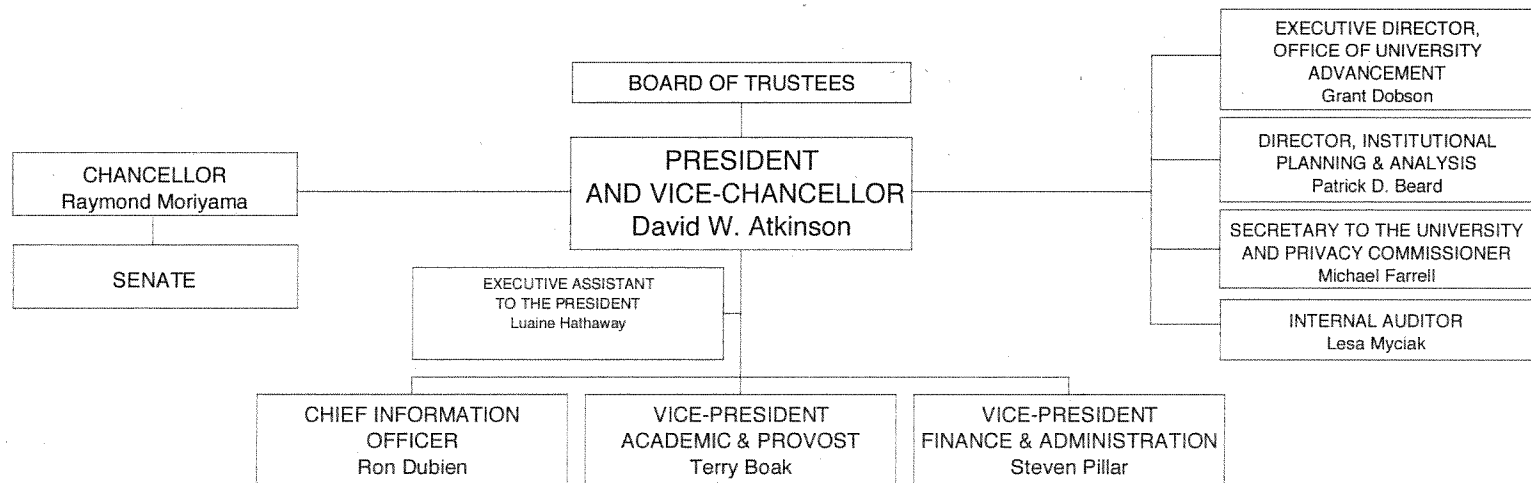 BOARD OF TRUSTEES
PRESIDENT
AND VICE-CHANCELLOR
David W. Atkinson
CHANCELLOR
Raymond Moriyama
SENATE
EXECUTIVE ASSISTANT
TO THE PRESIDENT
Luaine Hathaway
EXECUTIVE DIRECTOR,
OFFICE OF UNIVERSITY
ADVANCEMENT
Grant Dobson
DIRECTOR, INSTITUTIONAL
PLANNING & ANALYSIS
Patrick D. Beard
SECRETARY TO THE UNIVERSITY
AND PRIVACY COMMISSIONER
Michael Farrell
INTERNAL AUDITOR
Lesa Myciak
CHIEF INFORMATION
OFFICER
Ron Dubien
VICE-PRESIDENT
ACADEMIC & PROVOST
Terry Boak
VICE-PRESIDENT
FINANCE & ADMINISTRATION
Steven Pillar